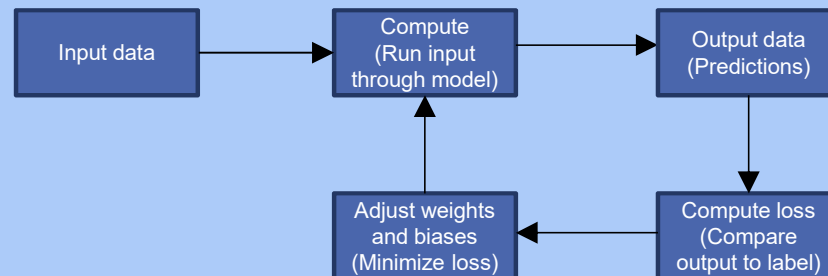 Input data
Compute
(Run input
through model)
Output data
(Predictions)
Adjust weights
and biases
(Minimize loss)
Compute loss
(Compare
output to label)